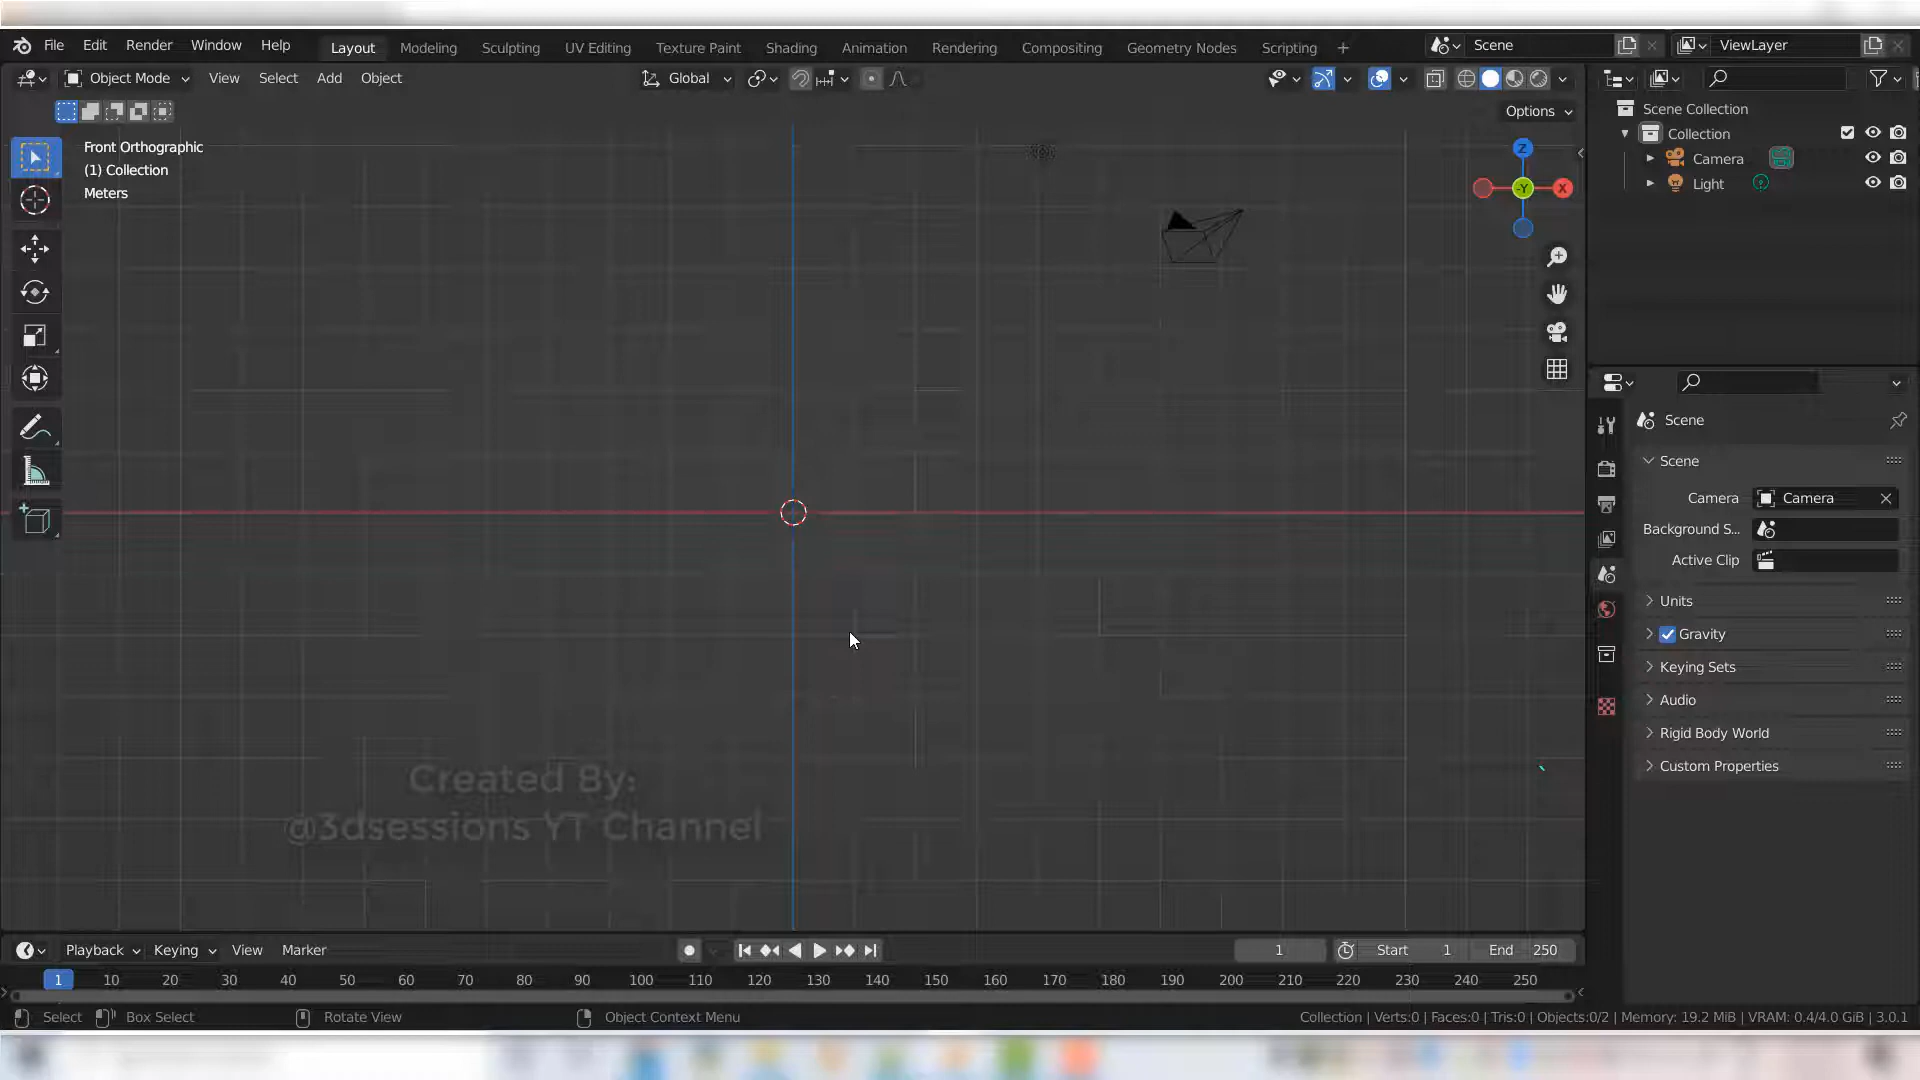 File Edit Render Window Help Layout Modeling Sculpting UV Editing Texture Paint Shading Animation Rendering Compositing Geometry Nodes Scripting + Scene ViewLayer
Object Mode View Select Add Object Global
Options
Front Orthographic
(1) Collection
Meters
Z
-Y X
Scene Collection
Collection
Camera
Light
Scene
Scene
Camera Camera
Background S...
Active Clip
Units
Gravity
Keying Sets
Audio
Rigid Body World
Custom Properties
Created By:
@3dsessions YT Channel
Playback Keying View Marker 1 Start 1 End 250
1 10 20 30 40 50 60 70 80 90 100 110 120 130 140 150 160 170 180 190 200 210 220 230 240 250
Select Box Select Rotate View Object Context Menu Collection | Verts:0 | Faces:0 | Tris:0 | Objects:0/2 | Memory: 19.2 MiB | VRAM: 0.4/4.0 GiB | 3.0.1